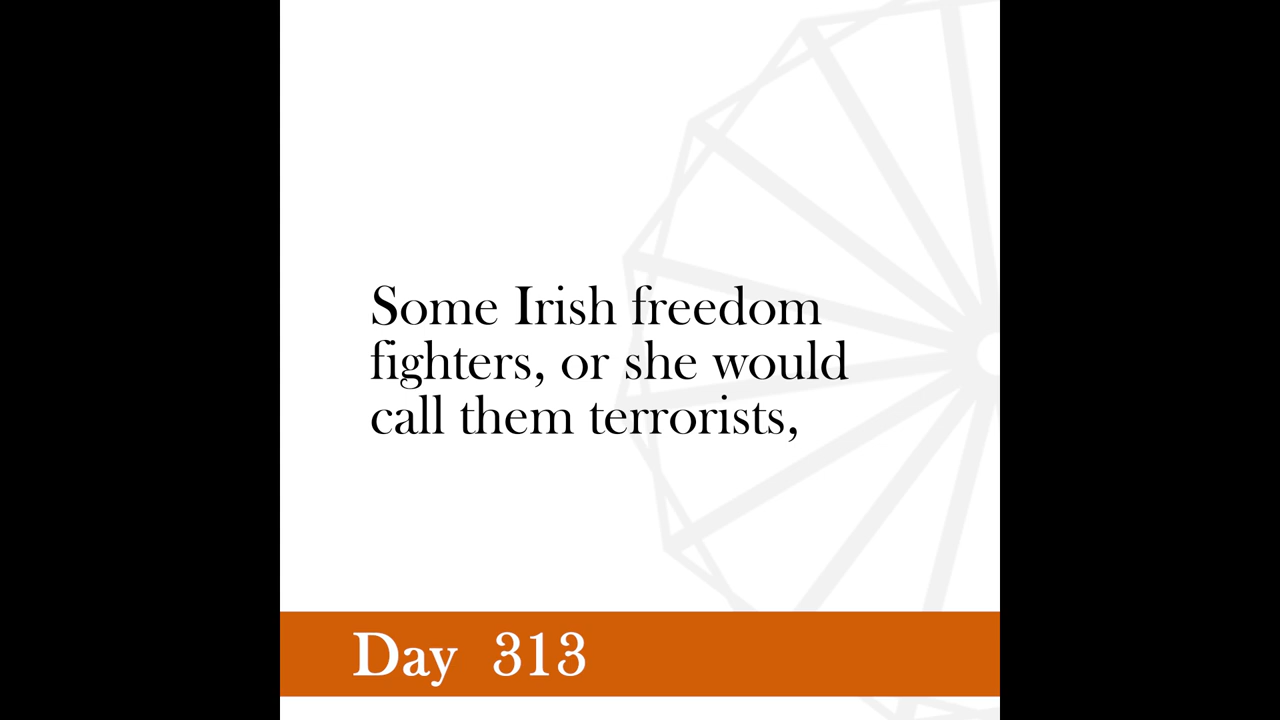 Some Irish freedom
fighters, or she would
call them terrorists,
Day 313